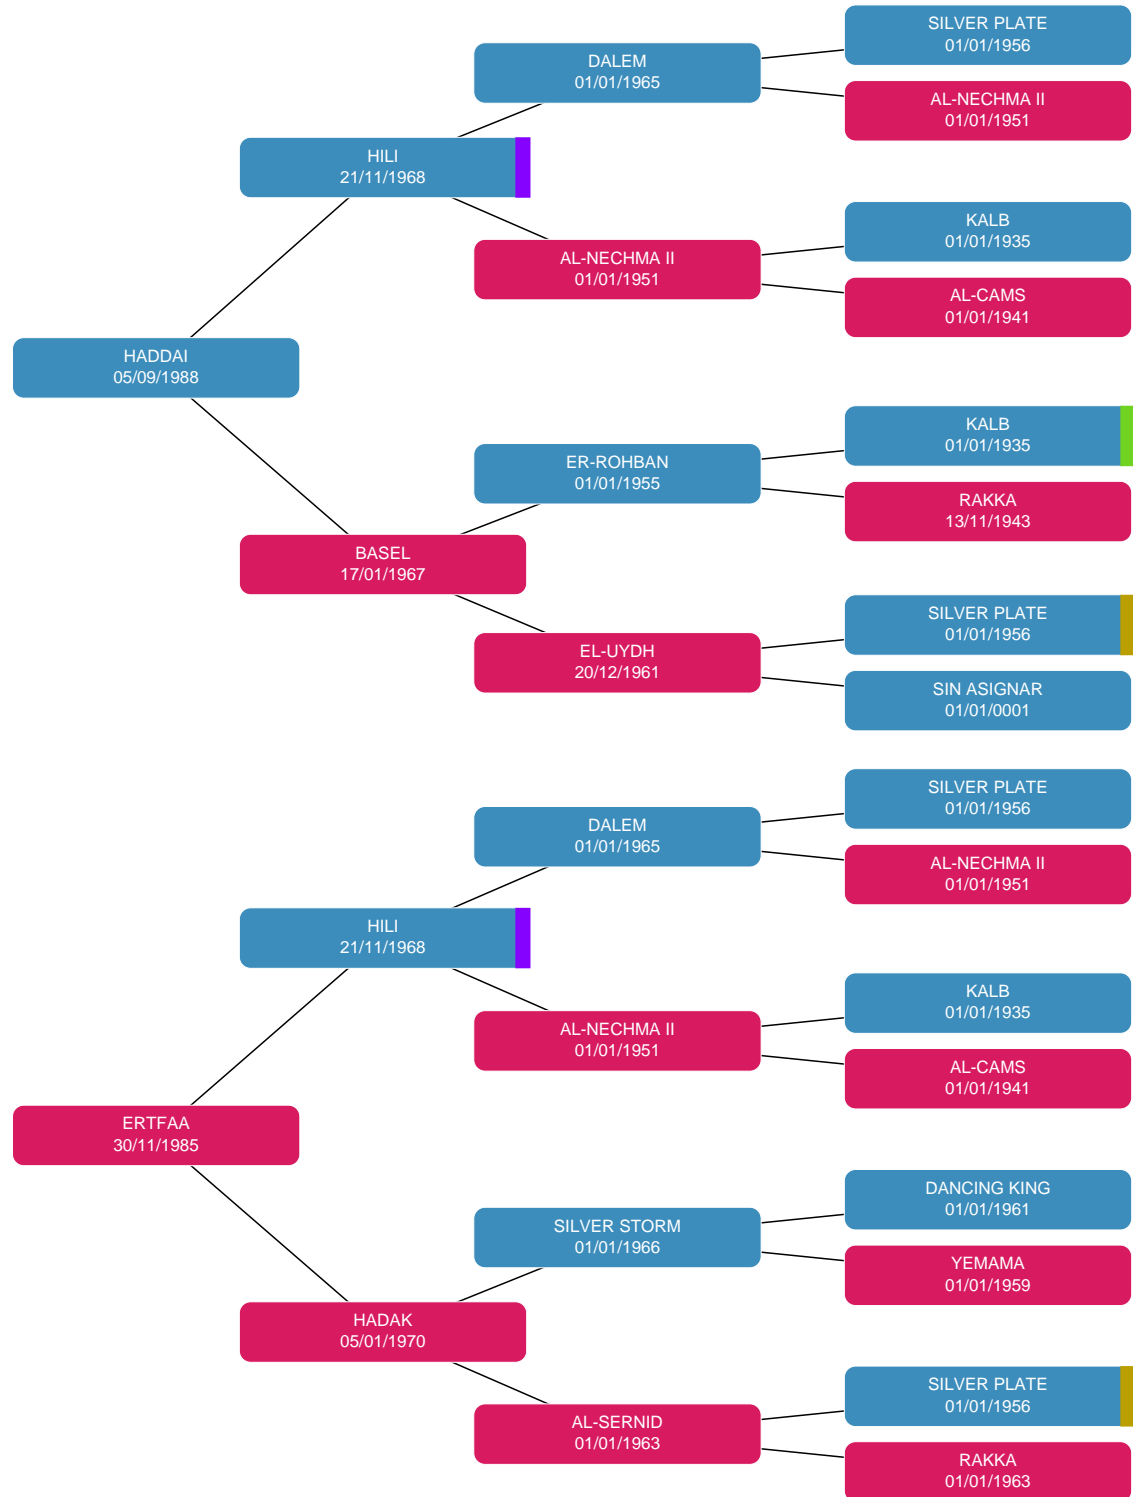 SILVER PLATE
01/01/1956
DALEM
01/01/1965
AL-NECHMA II
01/01/1951
HILI
21/11/1968
KALB
01/01/1935
AL-NECHMA II
01/01/1951
AL-CAMS
01/01/1941
HADDAI
05/09/1988
KALB
01/01/1935
ER-ROHBAN
01/01/1955
RAKKA
13/11/1943
BASEL
17/01/1967
SILVER PLATE
01/01/1956
EL-UYDH
20/12/1961
SIN ASIGNAR
01/01/0001
SILVER PLATE
01/01/1956
DALEM
01/01/1965
AL-NECHMA II
01/01/1951
HILI
21/11/1968
KALB
01/01/1935
AL-NECHMA II
01/01/1951
AL-CAMS
01/01/1941
ERTFAA
30/11/1985
DANCING KING
01/01/1961
SILVER STORM
01/01/1966
YEMAMA
01/01/1959
HADAK
05/01/1970
SILVER PLATE
01/01/1956
AL-SERNID
01/01/1963
RAKKA
01/01/1963